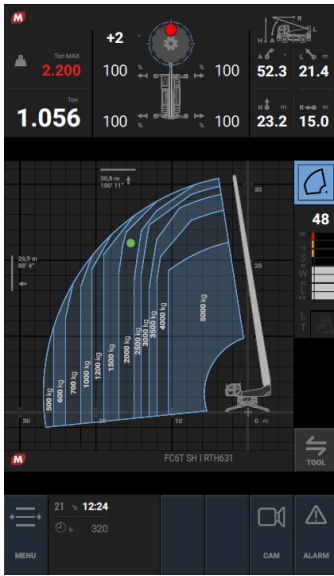 M
+2 °
Ton MAX
2.200
100 % % 100
A ° L m
52.3 21.4
Ton
1.056
100 % % 100
H m R m
23.2 15.0
30,8 m
100' 11"
30
26,9 m
88' 4"
20
48
S
W
L
L
T
500 kg
600 kg
700 kg
1000 kg
1200 kg
1500 kg
2000 kg
2500 kg
3000 kg
3500 kg
4000 kg
5000 kg
30 10 0 m
M FC6T SH I RTH631
TOOL
21 °c 12:24
h 320
MENU CAM ALARM